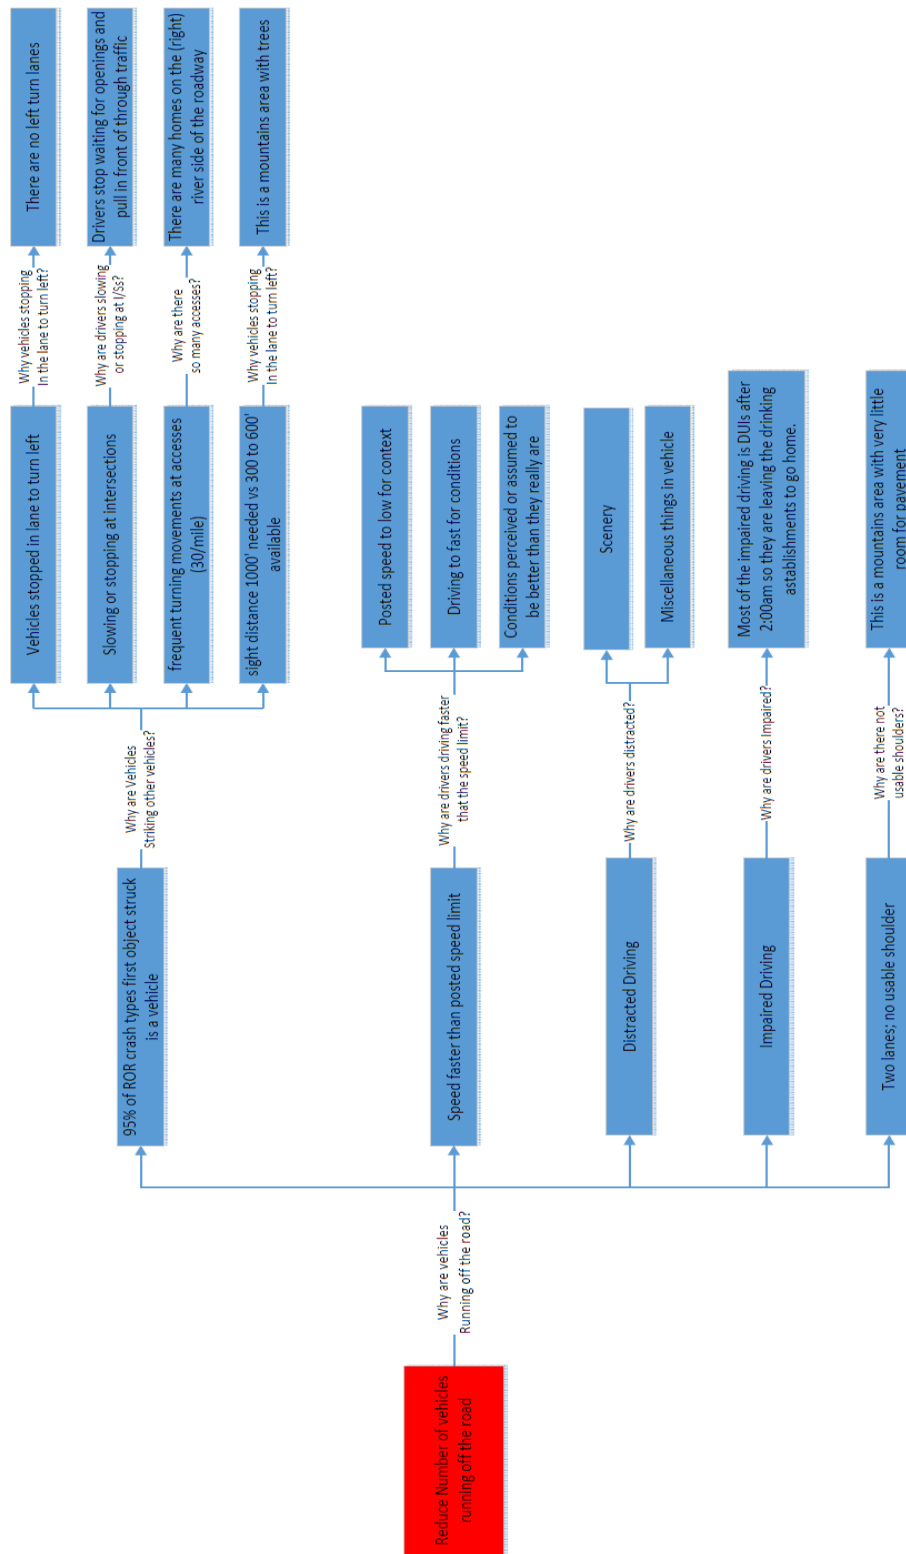 Reduce Number of vehicles
running off the road
Why are vehicles
Running off the road?
95% of ROR crash types first object struck
is a vehicle
Why are Vehicles
Striking other vehicles?
Vehicles stopped in lane to turn left
Why vehicles stopping
In the lane to turn left?
There are no left turn lanes
Slowing or stopping at intersections
Why are drivers slowing
or stopping at I/Ss?
Drivers stop waiting for openings and
pull in front of through traffic
frequent turning movements at accesses
(30/mile)
Why are there
so many accesses?
There are many homes on the (right)
river side of the roadway
sight distance 1000' needed vs 300 to 600'
available
Why vehicles stopping
In the lane to turn left?
This is a mountains area with trees
Speed faster than posted speed limit
Why are drivers driving faster
that the speed limit?
Posted speed to low for context
Driving to fast for conditions
Conditions perceived or assumed to
be better than they really are
Distracted Driving
Why are drivers distracted?
Scenery
Miscellaneous things in vehicle
Impaired Driving
Why are drivers Impaired?
Most of the impaired driving is DUIs after
2:00am so they are leaving the drinking
astablishments to go home.
Two lanes; no usable shoulder
Why are there not
usable shoulders?
This is a mountains area with very little
room for pavement